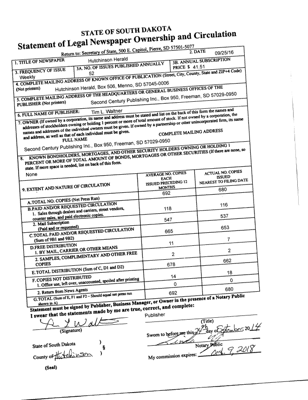 STATE OF SOUTH DAKOTA
Statement of Legal Newspaper Ownership and Circulation
Return to: Secretary of State, 500 E. Capitol, Pierre, SD 57501-5077
1. TITLE OF NEWSPAPER Hutchinson Herald 2. DATE 09/29/16
3. FREQUENCY OF ISSUE Weekly 3A. NO. OF ISSUES PUBLISHED ANNUALLY 52 3B. ANNUAL SUBSCRIPTION PRICE $ 41.51
4. COMPLETE MAILING ADDRESS OF KNOWN OFFICE OF PUBLICATION (Street, City, County, State and ZIP+4 Code)
(Not printers) Hutchinson Herald, Box 506, Menno, SD 57045-0006
5. COMPLETE MAILING ADDRESS OF THE HEADQUARTERS OR GENERAL BUSINESS OFFICES OF THE
PUBLISHER (Not printers) Second Century Publishing Inc., Box 950, Freeman, SD 57029-0950
6. FULL NAME OF PUBLISHER: Tim L. Waltner
7. OWNER (If owned by a corporation, its name and address must be stated and list on the back of this form the names and
addresses of stockholders owning or holding 1 percent or more of total amount of stock. If not owned by a corporation, the
names and addresses of the individual owners must be given. If owned by a partnership or other unincorporated firm, its name
and address, as well as that of each individual must be given.
FULL NAME COMPLETE MAILING ADDRESS
Second Century Publishing Inc., Box 950, Freeman, SD 57029-0950
8. KNOWN BONDHOLDERS, MORTGAGES, AND OTHER SECURITY HOLDERS OWNING OR HOLDING 1
PERCENT OR MORE OF TOTAL AMOUNT OF BONDS, MORTGAGES OR OTHER SECURITIES (If there are none, so
state. If more space is needed, list on back of this form.
None
9. EXTENT AND NATURE OF CIRCULATION AVERAGE NO. COPIES EACH ISSUED PRECEDING 12 MONTHS ACTUAL NO. COPIES ISSUED NEAREST TO FILING DATE
A. TOTAL NO. COPIES (Net Press Run) 692 680
B. PAID AND/OR REQUESTED CIRCULATION
1. Sales through dealers and carriers, street vendors,
counter sales, and paid electronic copies. 118 116
2. Mail Subscription
(Paid and or requested) 547 537
C. TOTAL PAID AND/OR REQUESTED CIRCULATION
(Sum of 9B1 and 9B2) 665 653
D. FREE DISTRIBUTION
1. BY MAIL, CARRIER OR OTHER MEANS 11 7
2. SAMPLES, COMPLIMENTARY AND OTHER FREE
COPIES 2 2
E. TOTAL DISTRIBUTION (Sum of C, D1 and D2) 678 662
F. COPIES NOT DISTRIBUTED
1. Office use, left over, unaccounted, spoiled after printing 14 18
2. Return from News Agents 0 0
G. TOTAL (Sum of E, F1 and F2 - Should equal net press run
shown in A) 692 680
Statement must be signed by Publisher, Business Manager, or Owner in the presence of a Notary Public
I swear that the statements made by me are true, correct, and complete:
Publisher
(Signature) (Title)
Sworn to before me this 29th day of September 2016
State of South Dakota )
§
County of Hutchinson )
Notary Public
My commission expires: Oct 9, 2018
(Seal)